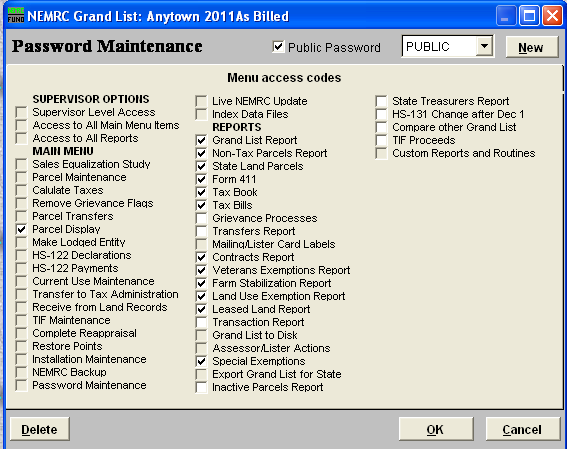 FUND
NEMRC Grand List: Anytown 2011As Billed
Password Maintenance
Public Password
PUBLIC
New
Menu access codes
SUPERVISOR OPTIONS
Supervisor Level Access
Access to All Main Menu Items
Access to All Reports
MAIN MENU
Sales Equalization Study
Parcel Maintenance
Calulate Taxes
Remove Grievance Flags
Parcel Transfers
Parcel Display
Make Lodged Entity
HS-122 Declarations
HS-122 Payments
Current Use Maintenance
Transfer to Tax Administration
Receive from Land Records
TIF Maintenance
Complete Reappraisal
Restore Points
Installation Maintenance
NEMRC Backup
Password Maintenance
Live NEMRC Update
Index Data Files
REPORTS
Grand List Report
Non-Tax Parcels Report
State Land Parcels
Form 411
Tax Book
Tax Bills
Grievance Processes
Transfers Report
Mailing/Lister Card Labels
Contracts Report
Veterans Exemptions Report
Farm Stabilization Report
Land Use Exemption Report
Leased Land Report
Transaction Report
Grand List to Disk
Assessor/Lister Actions
Special Exemptions
Export Grand List for State
Inactive Parcels Report
State Treasurers Report
HS-131 Change after Dec 1
Compare other Grand List
TIF Proceeds
Custom Reports and Routines
Delete
OK
Cancel